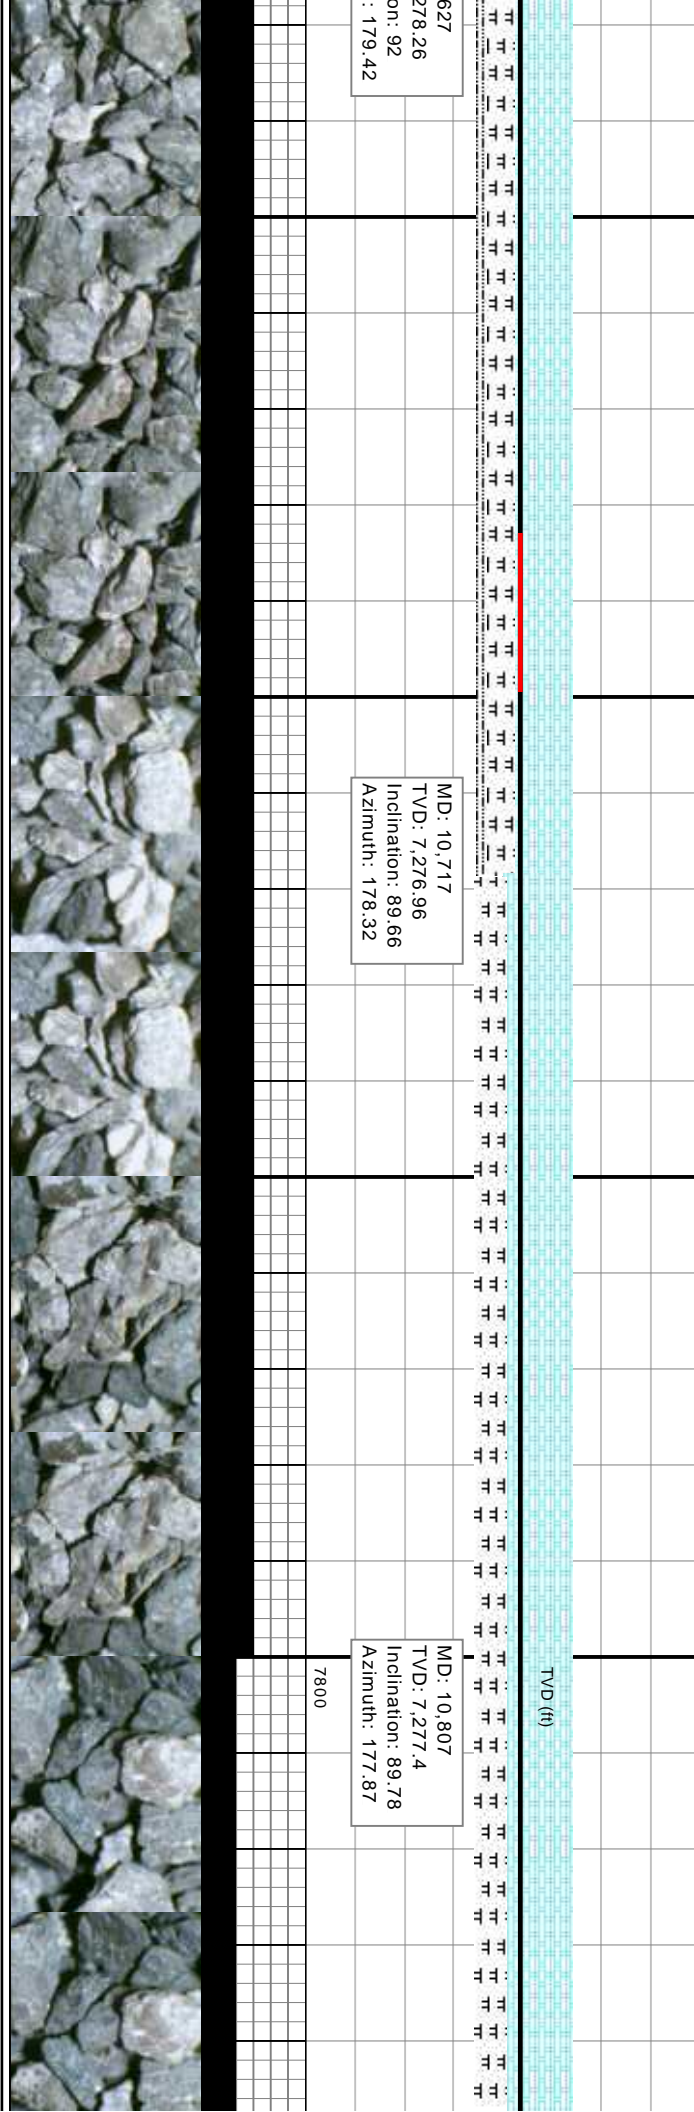 627
278.26
on: 92
: 179.42
MD: 10,717
TVD: 7,276.96
Inclination: 89.66
Azimuth: 178.32
MD: 10,807
TVD: 7,277.4
Inclination: 89.78
Azimuth: 177.87
7800
TVD (ft)